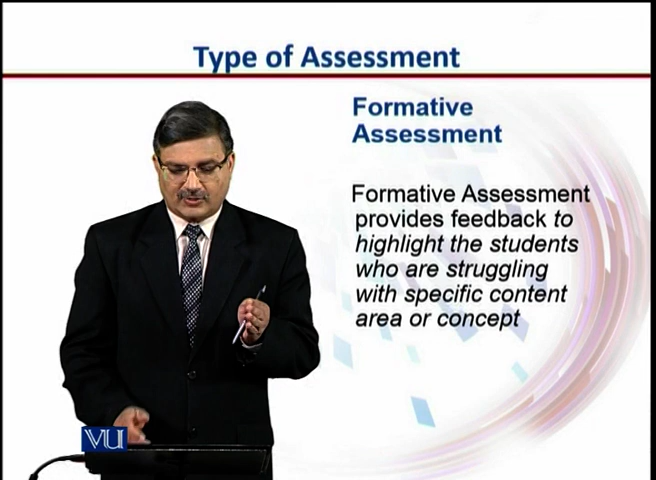 Type of Assessment
Formative
Assessment
Formative Assessment
provides feedback to
highlight the students
who are struggling
with specific content
area or concept
VU